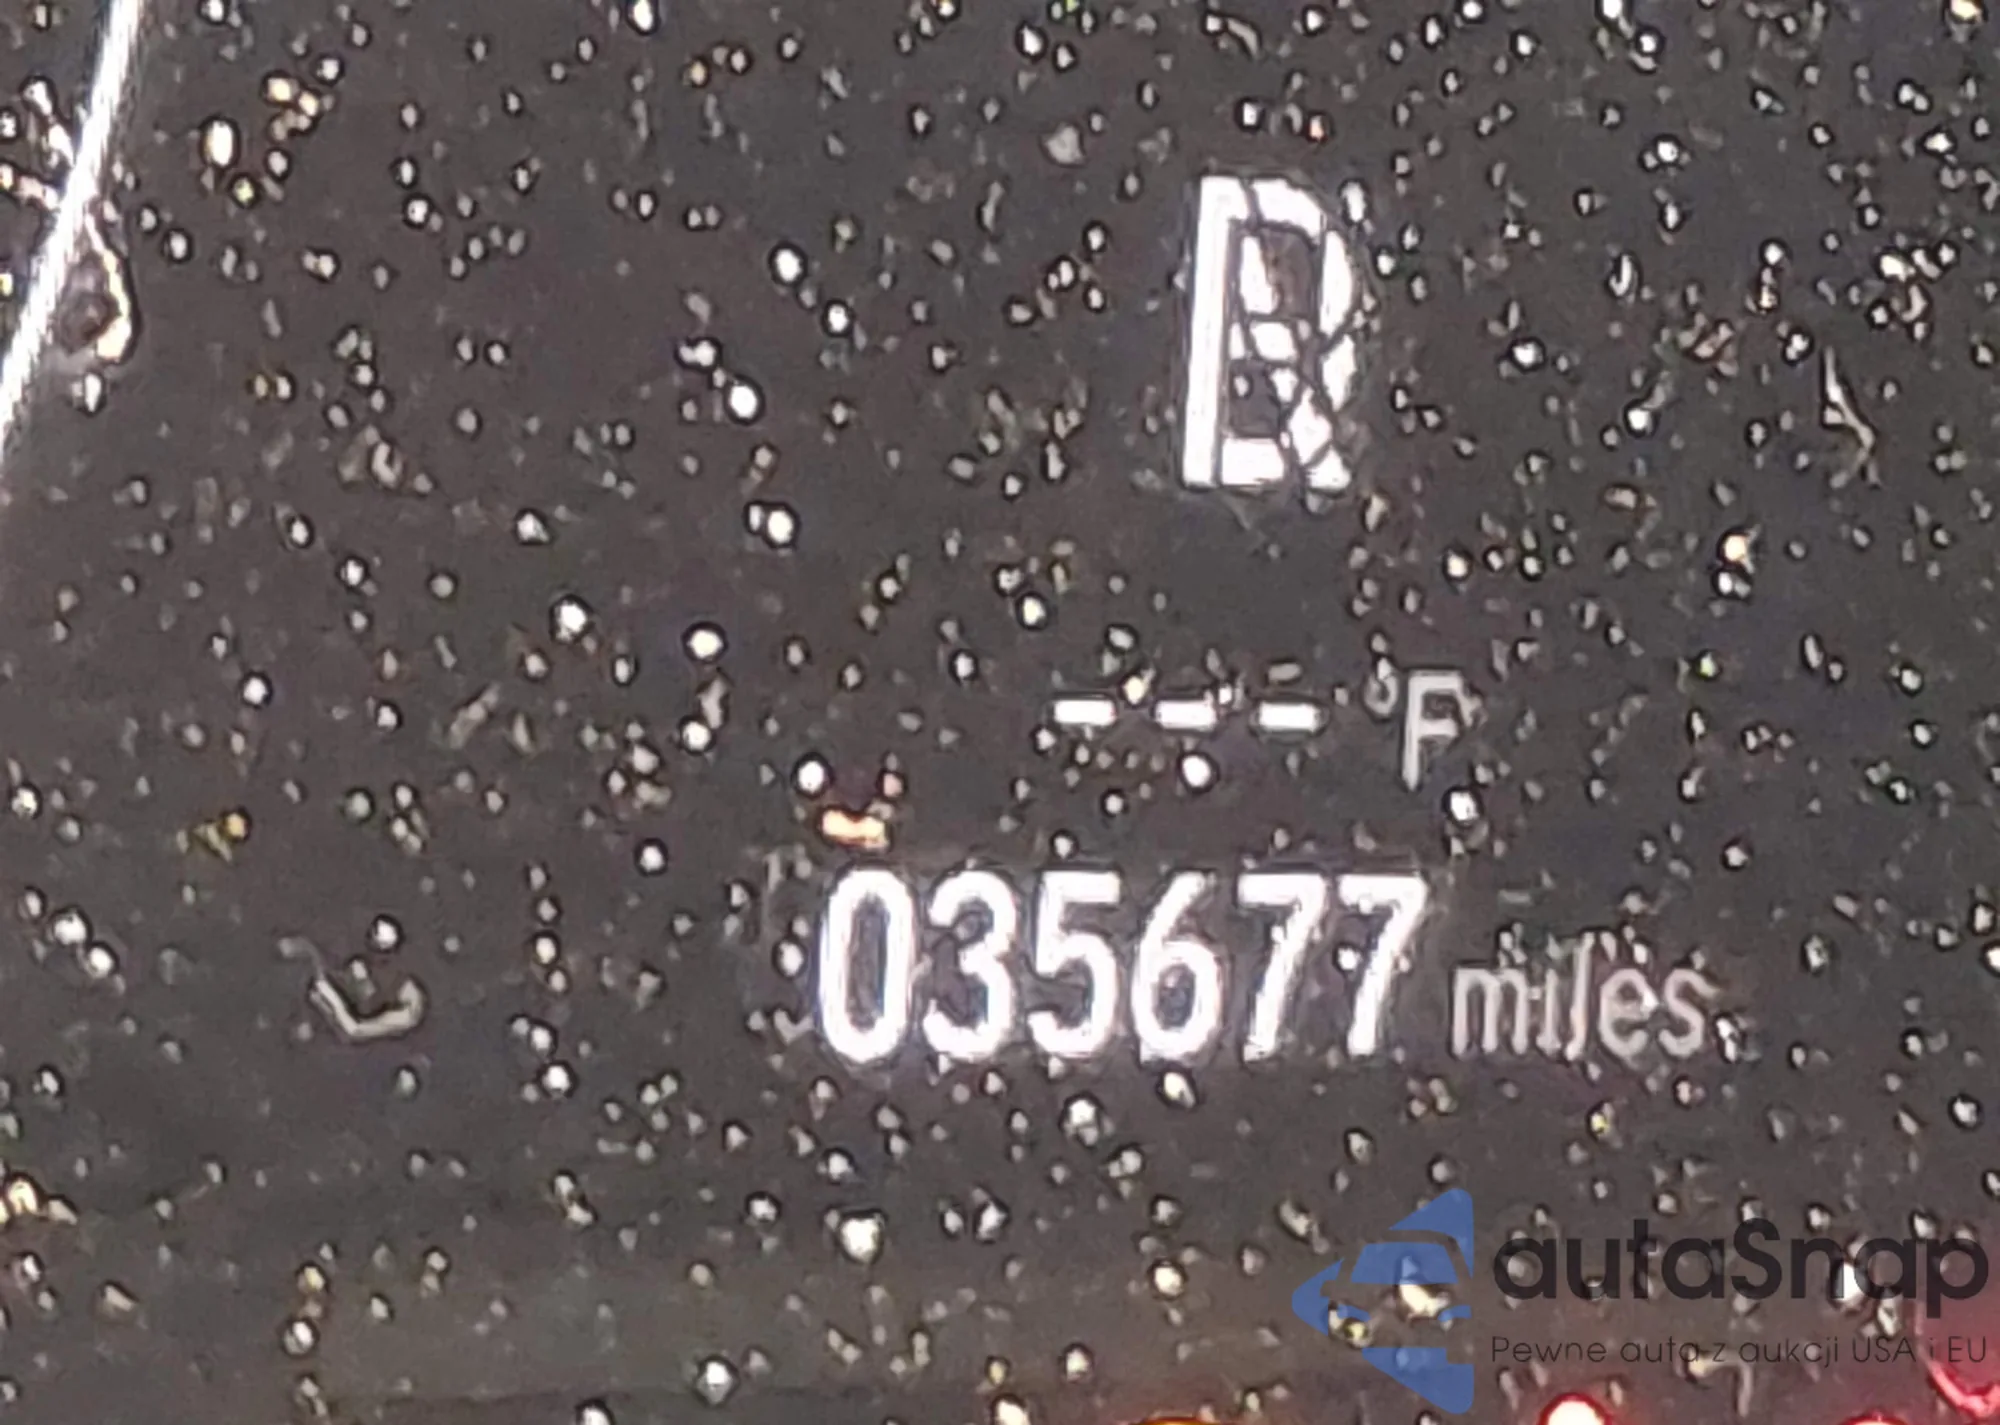 ---°F
035677 miles
autaSnap
Pewne auta z aukcji USA i EU